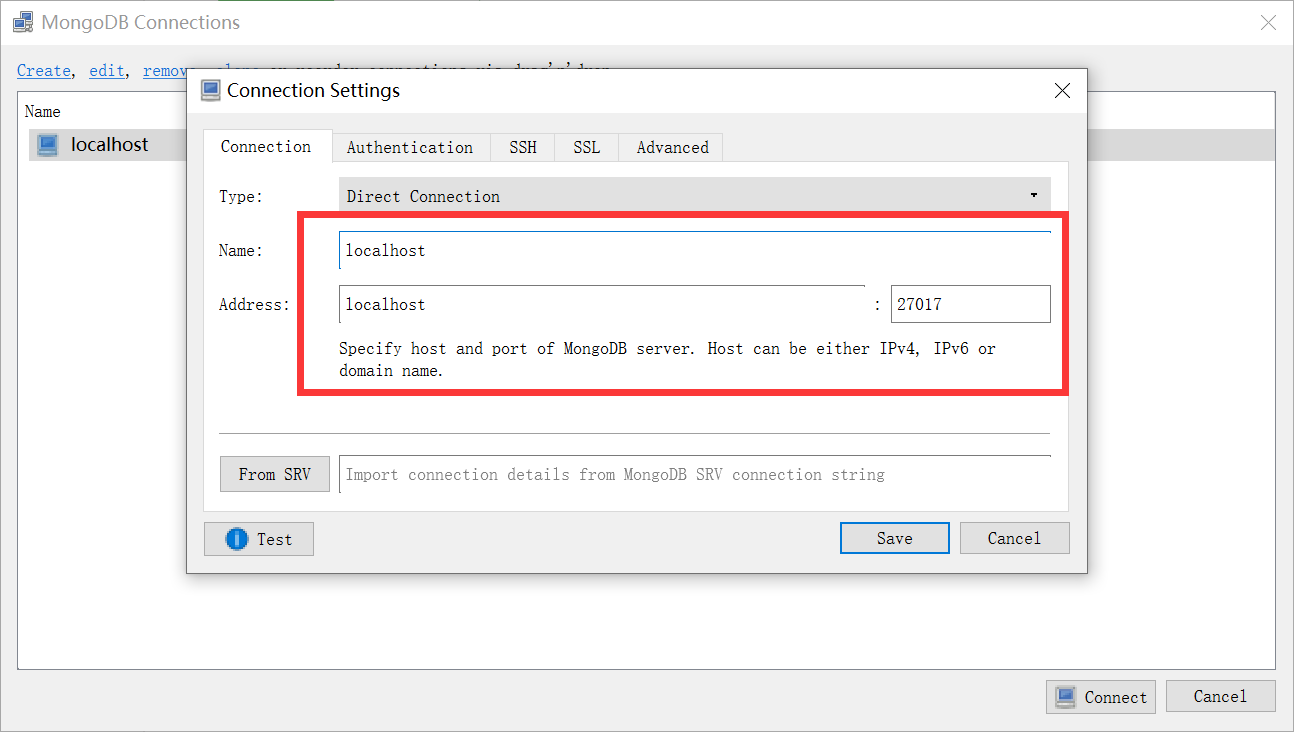 MongoDB Connections
Create, edit, remov
Connection Settings
Name
localhost
Connection Authentication SSH SSL Advanced
Type: Direct Connection
Name: localhost
Address: localhost : 27017
Specify host and port of MongoDB server. Host can be either IPv4, IPv6 or
domain name.
From SRV Import connection details from MongoDB SRV connection string
Test Save Cancel
Connect Cancel